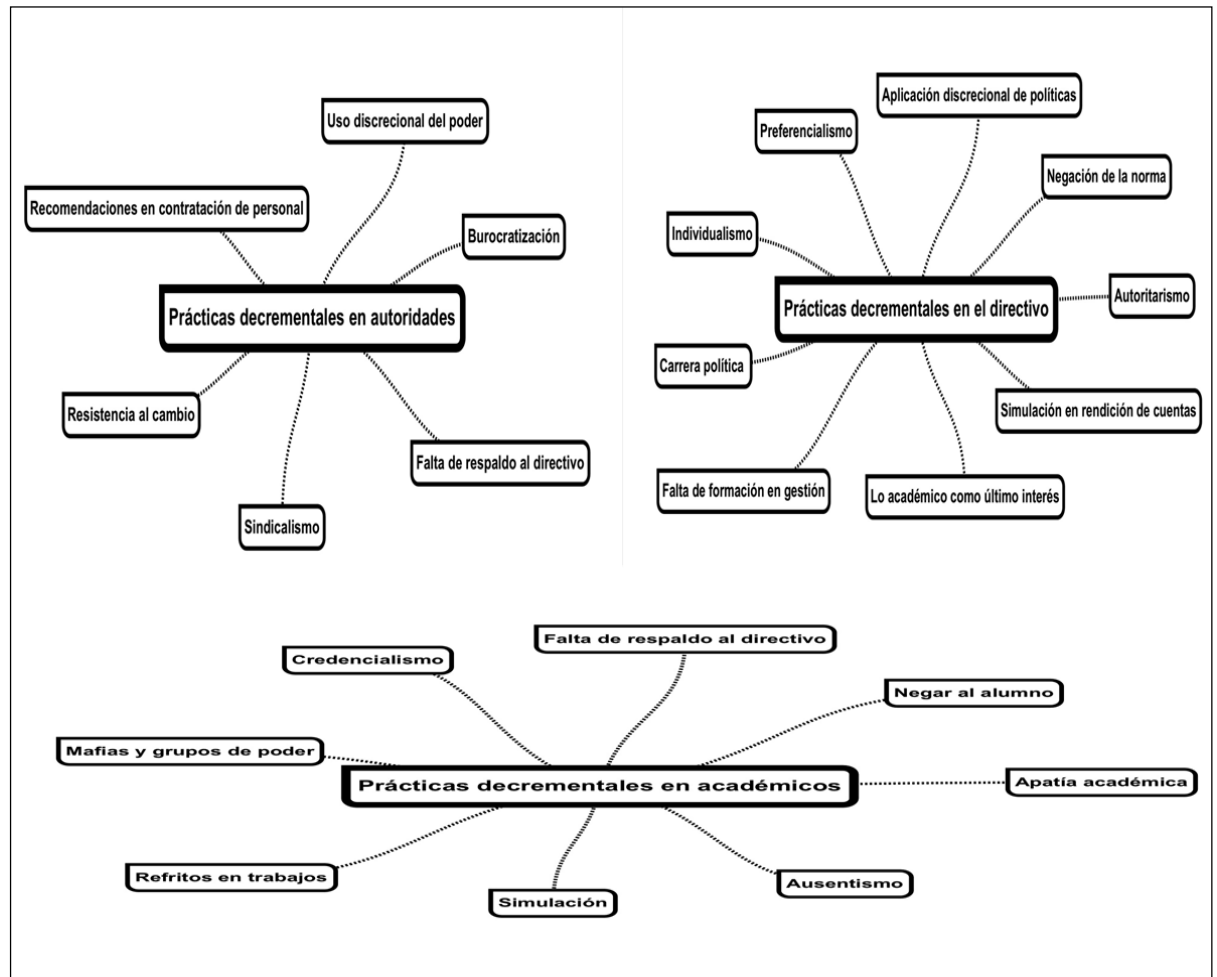 Uso discrecional del poder
Recomendaciones en contratación de personal
Burocratización
Prácticas decrementales en autoridades
Resistencia al cambio
Falta de respaldo al directivo
Sindicalismo
Aplicación discrecional de políticas
Preferencialismo
Negación de la norma
Individualismo
Autoritarismo
Prácticas decrementales en el directivo
Carrera política
Simulación en rendición de cuentas
Falta de formación en gestión
Lo académico como último interés
Falta de respaldo al directivo
Credencialismo
Negar al alumno
Mafias y grupos de poder
Prácticas decrementales en académicos
Apatía académica
Refritos en trabajos
Ausentismo
Simulación